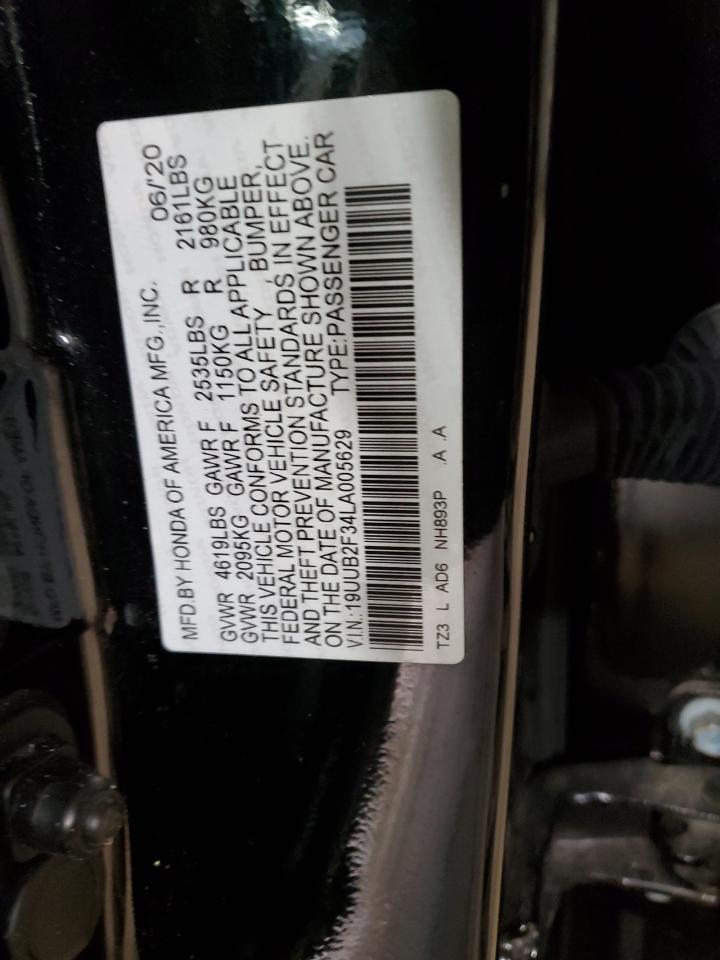 MFD.BY HONDA OF AMERICA MFG.,INC. 06/'20
GVWR 4619LBS GAWR F 2535LBS R 2161LBS
GVWR 2095KG GAWR F 1150KG R 980KG
THIS VEHICLE CONFORMS TO ALL APPLICABLE
FEDERAL MOTOR VEHICLE SAFETY , BUMPER,
AND THEFT PREVENTION STANDARDS IN EFFECT
ON THE DATE OF MANUFACTURE SHOWN ABOVE.
V.I.N.:19UUB2F34LA005629 TYPE:PASSENGER CAR
TZ3 L AD6 NH893P .A .A